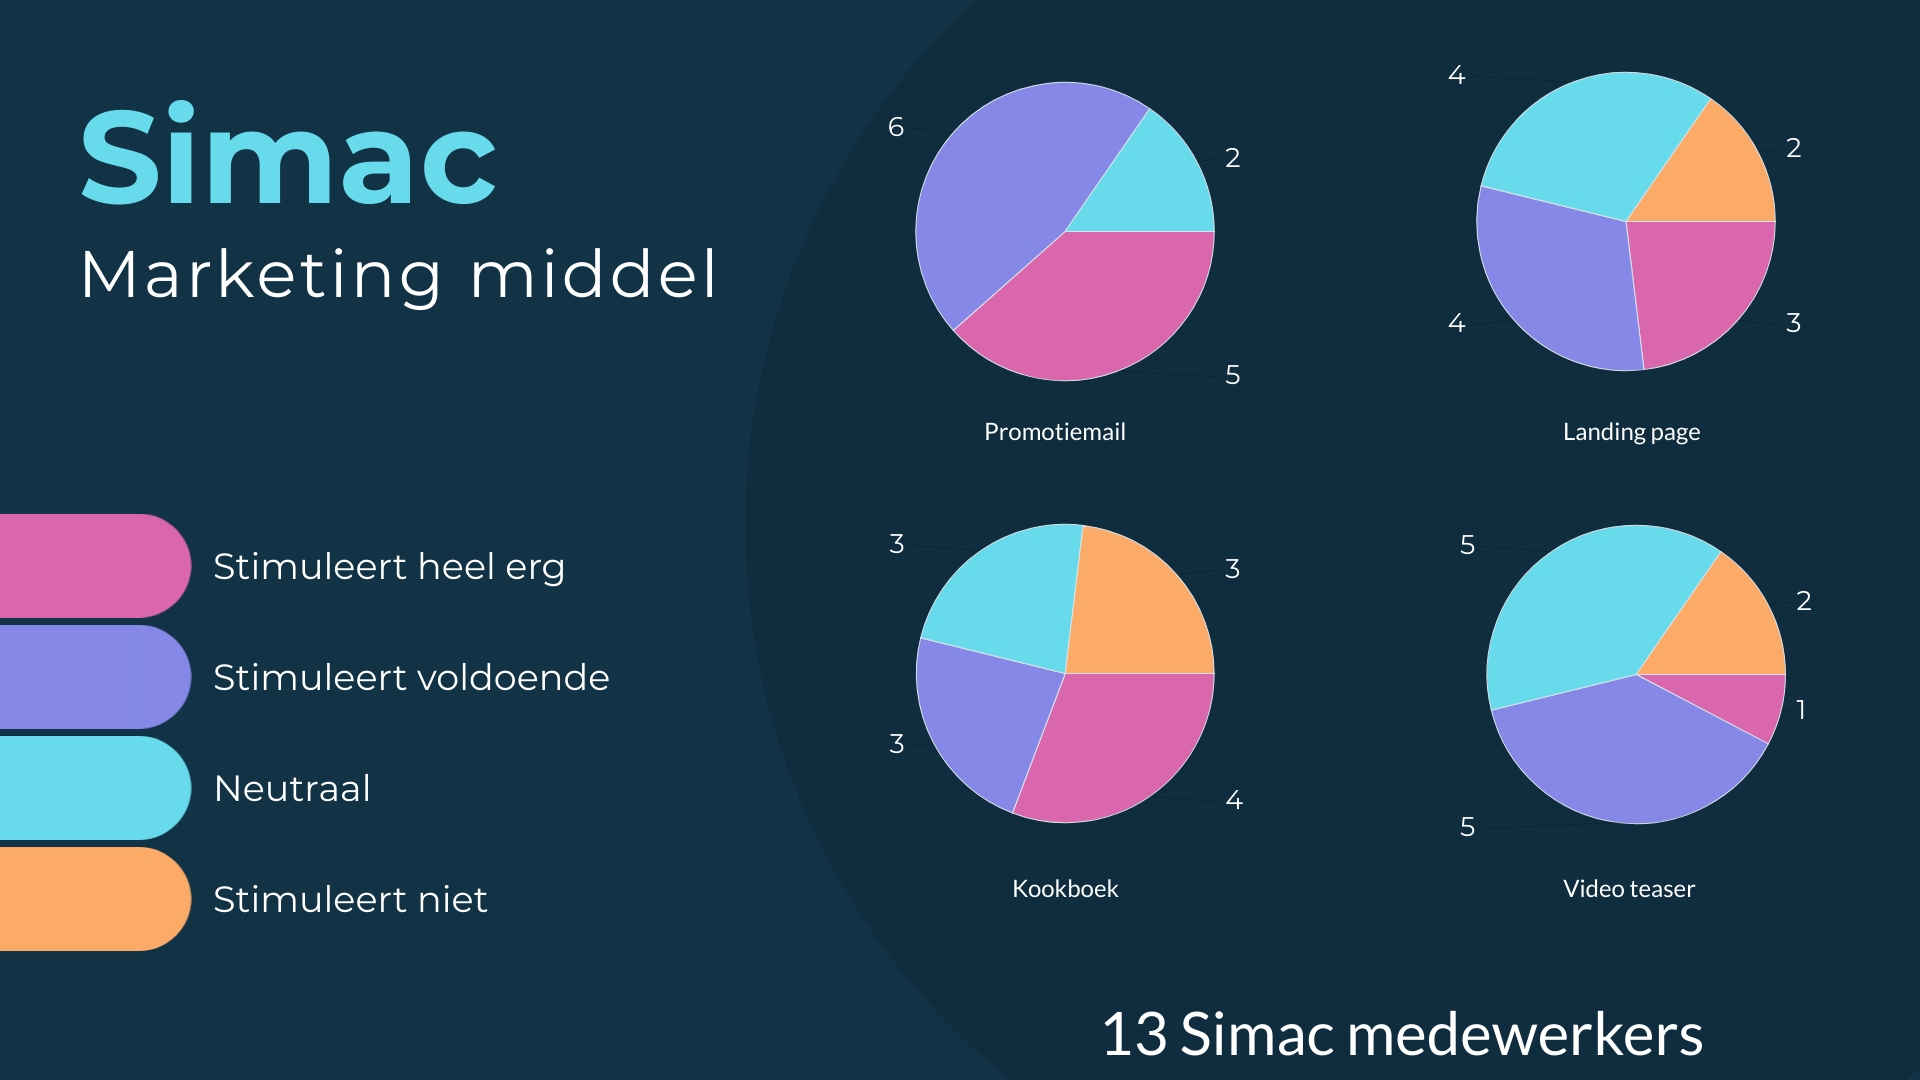 Simac
Marketing middel
Stimuleert heel erg
Stimuleert voldoende
Neutraal
Stimuleert niet
6
2
5
Promotiemail
4
2
4
3
Landing page
3
3
3
4
Kookboek
5
2
1
5
Video teaser
13 Simac medewerkers